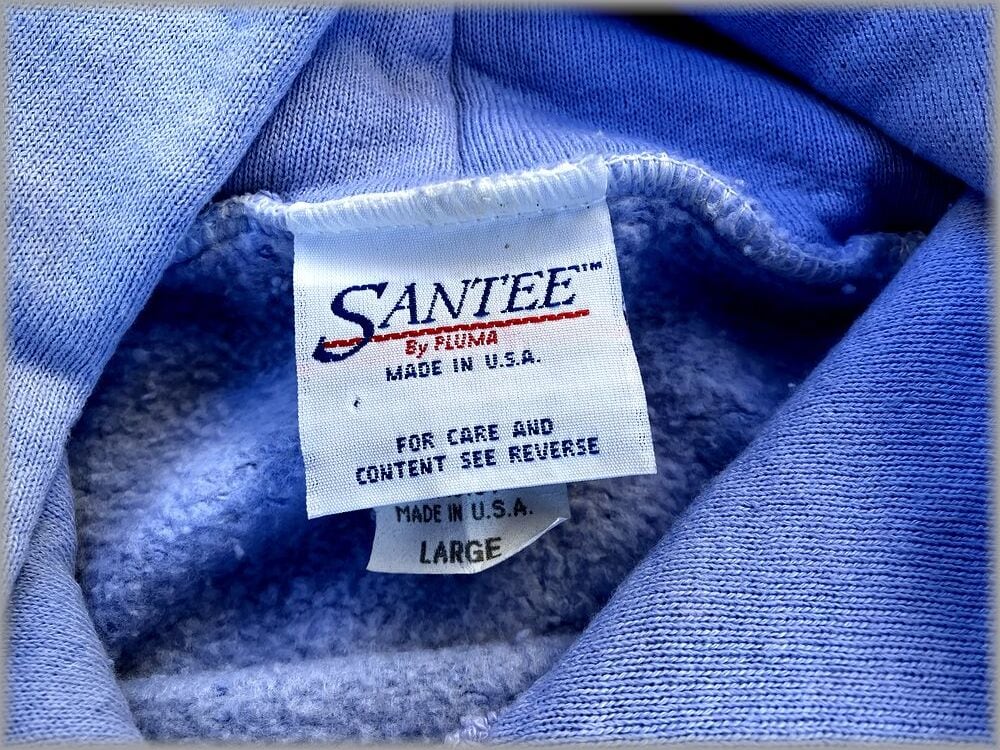 SANTEE™
By PLUMA
MADE IN U.S.A.
FOR CARE AND
CONTENT SEE REVERSE
MADE IN U.S.A.
LARGE